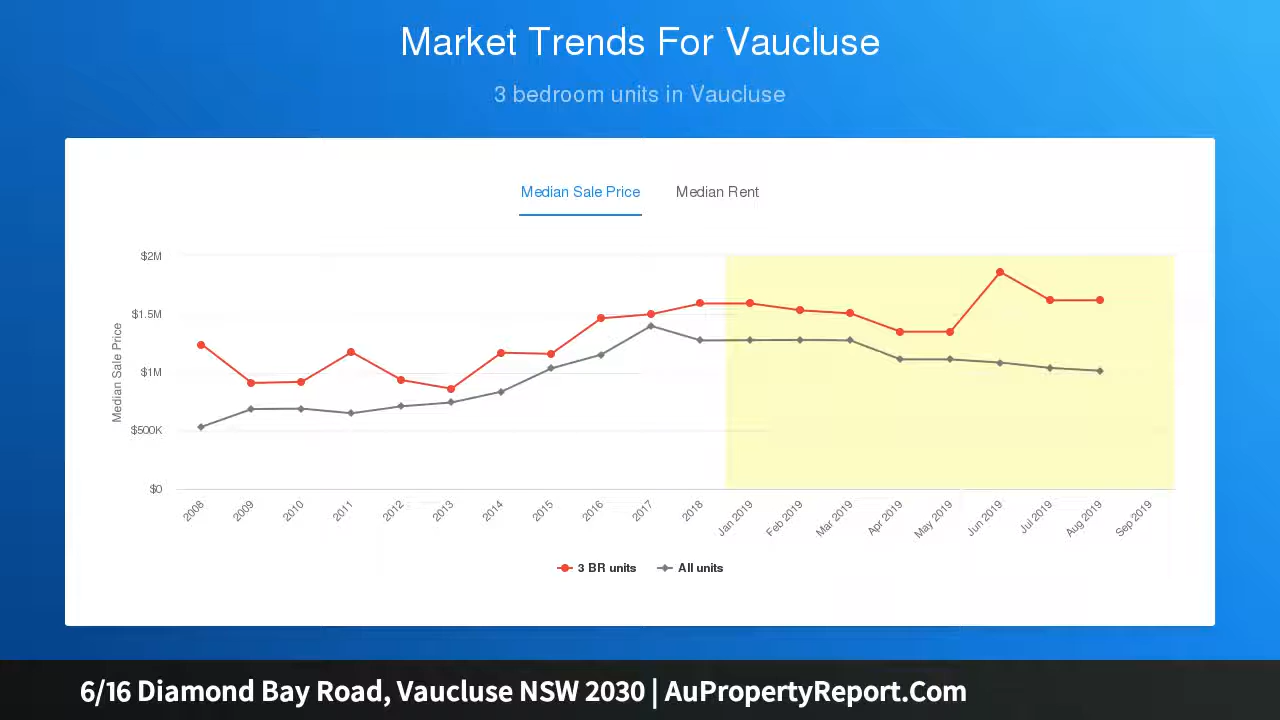 Market Trends For Vaucluse
3 bedroom units in Vaucluse
Median Sale Price
Median Rent
Median Sale Price
$2M
$1.5M
$1M
$500K
$0
2008
2009
2010
2011
2012
2013
2014
2015
2016
2017
2018
Jan 2019
Feb 2019
Mar 2019
Apr 2019
May 2019
Jun 2019
Jul 2019
Aug 2019
Sep 2019
3 BR units
All units
6/16 Diamond Bay Road, Vaucluse NSW 2030 | AuPropertyReport.Com